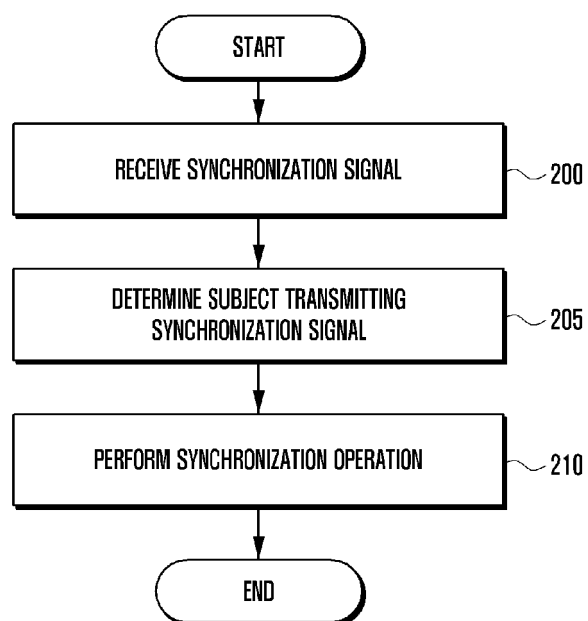 START
RECEIVE SYNCHRONIZATION SIGNAL
200
DETERMINE SUBJECT TRANSMITTING
SYNCHRONIZATION SIGNAL
205
PERFORM SYNCHRONIZATION OPERATION
210
END